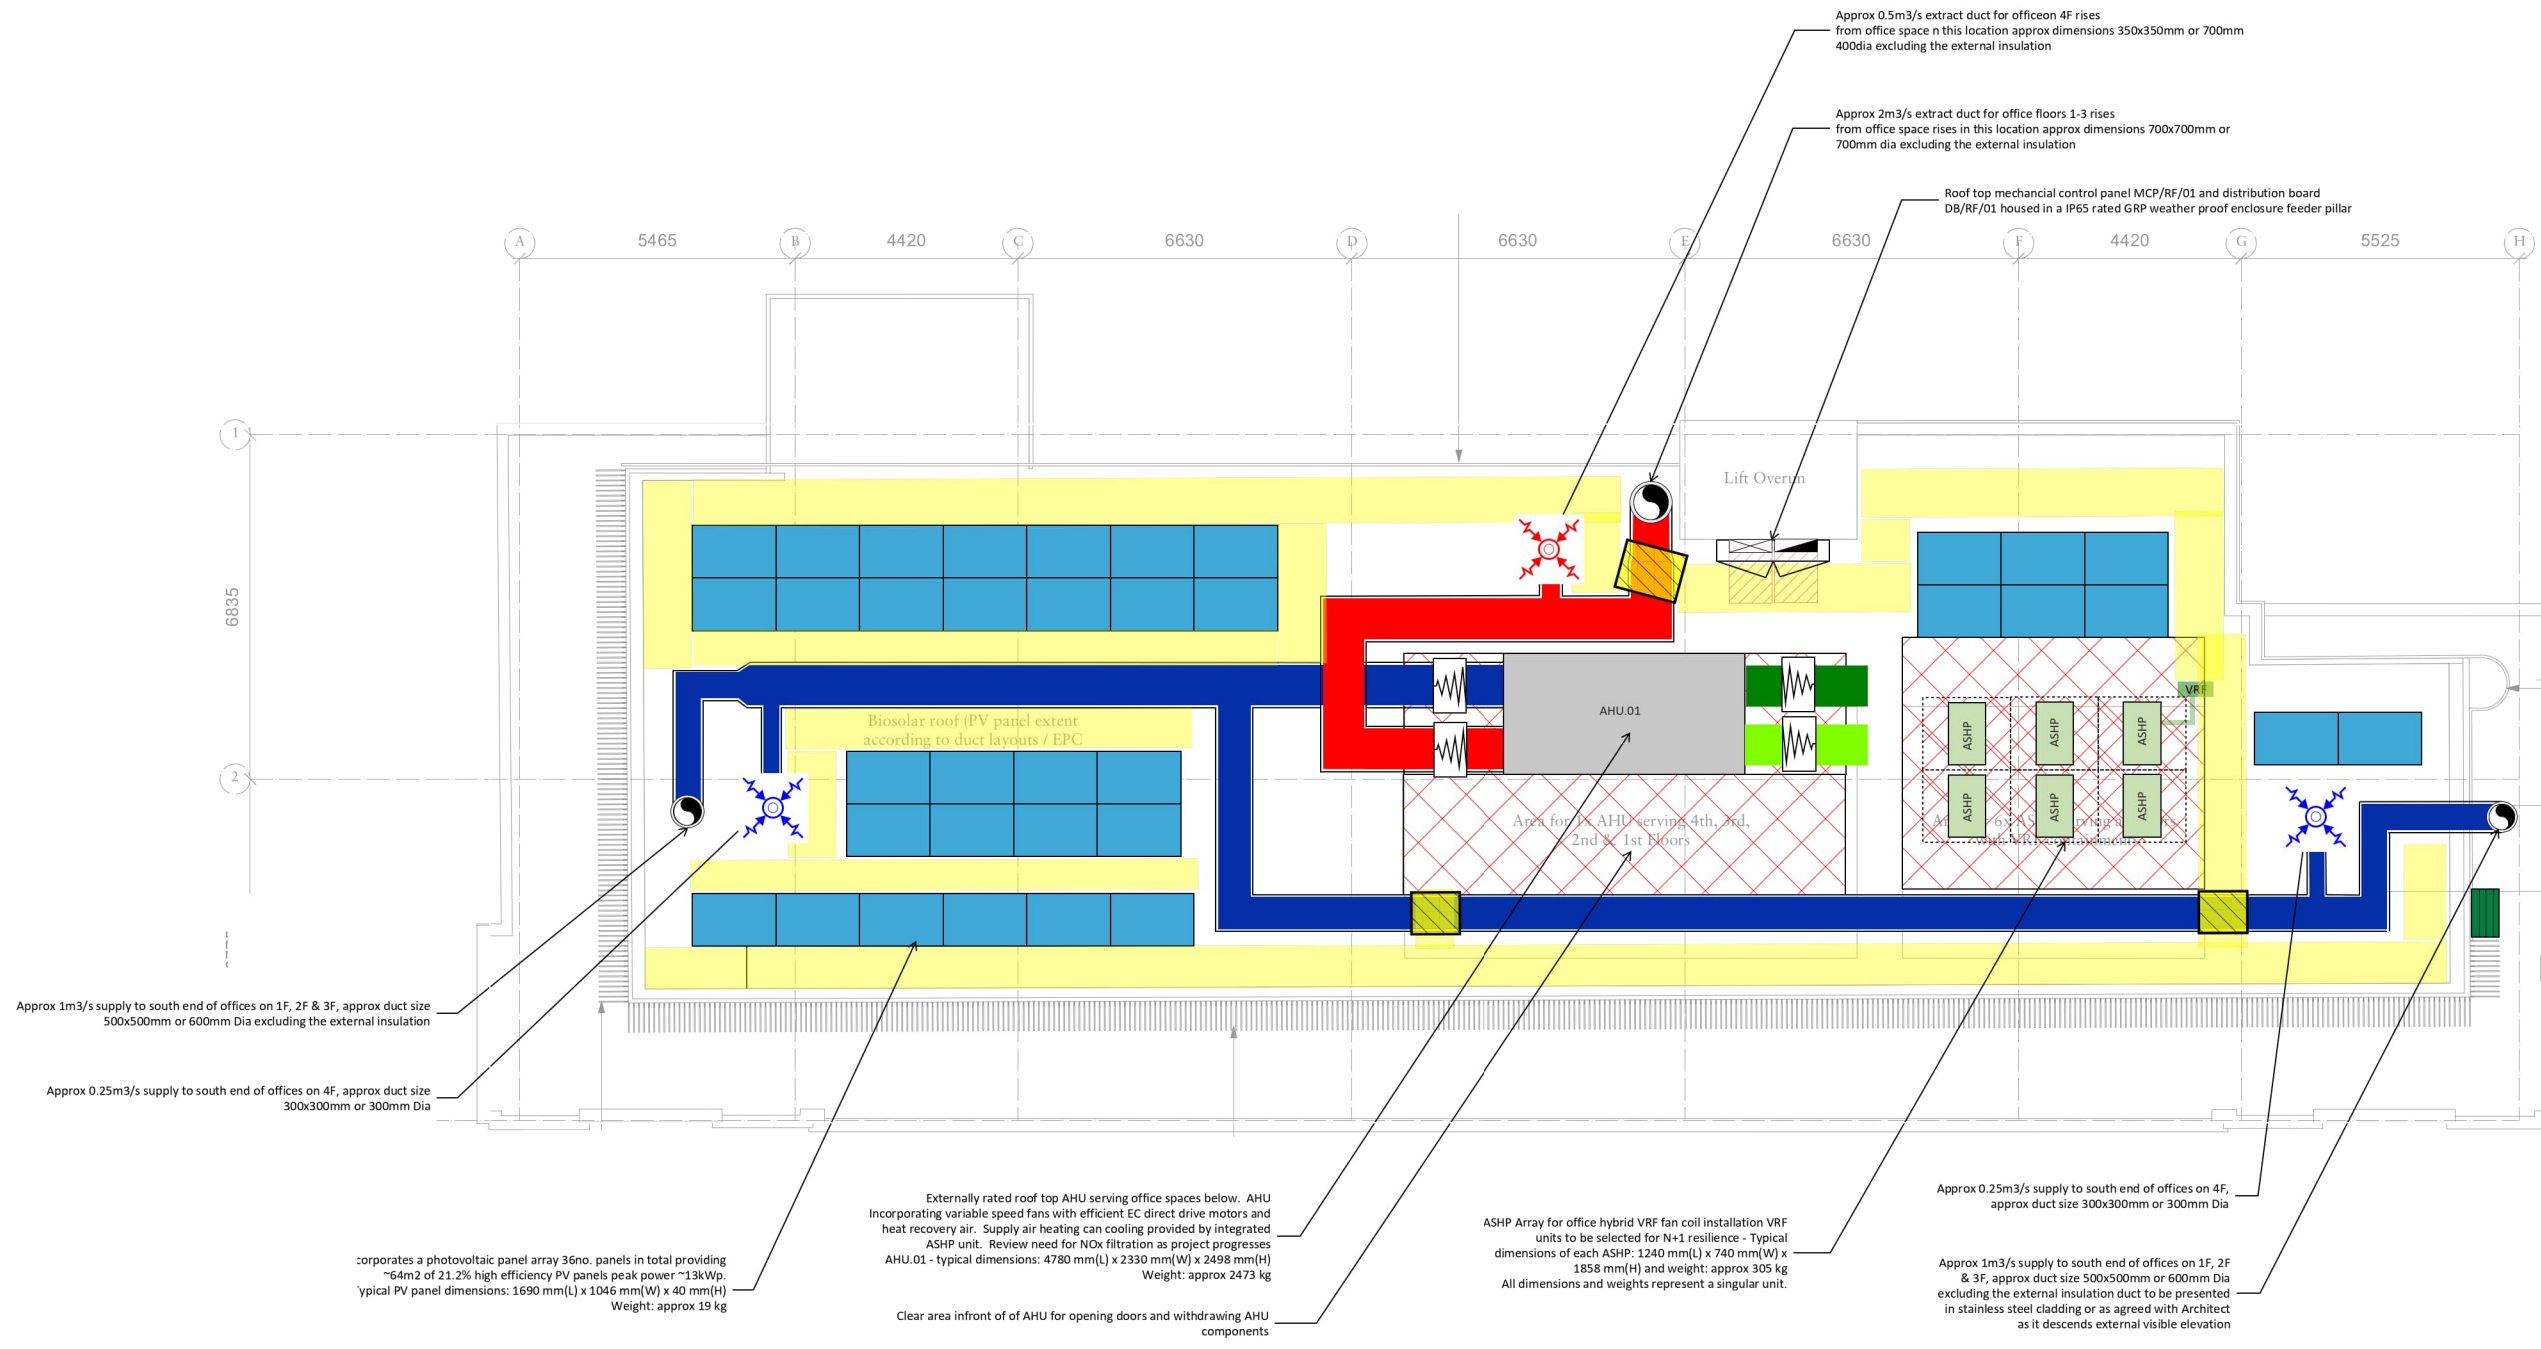 Approx 0.5m3/s extract duct for officeon 4F rises
from office space n this location approx dimensions 350x350mm or 700mm
400dia excluding the external insulation
Approx 2m3/s extract duct for office floors 1-3 rises
from office space rises in this location approx dimensions 700x700mm or
700mm dia excluding the external insulation
Roof top mechancial control panel MCP/RF/01 and distribution board
DB/RF/01 housed in a IP65 rated GRP weather proof enclosure feeder pillar
A
5465
B
4420
C
6630
D
6630
E
6630
F
4420
G
5525
H
1
Lift Overun
6835
VRF
AHU.01
Biosolar roof (PV panel extent
according to duct layouts / EPC
ASHP
ASHP
ASHP
2
ASHP
ASHP
ASHP
Area for 1x AHU serving 4th, 3rd,
2nd & 1st Floors
6x
Approx 1m3/s supply to south end of offices on 1F, 2F & 3F, approx duct size
500x500mm or 600mm Dia excluding the external insulation
Approx 0.25m3/s supply to south end of offices on 4F, approx duct size
300x300mm or 300mm Dia
corporates a photovoltaic panel array 36no. panels in total providing
~64m2 of 21.2% high efficiency PV panels peak power ~13kWp.
ypical PV panel dimensions: 1690 mm(L) x 1046 mm(W) x 40 mm(H)
Weight: approx 19 kg
Externally rated roof top AHU serving office spaces below. AHU
Incorporating variable speed fans with efficient EC direct drive motors and
heat recovery air. Supply air heating can cooling provided by integrated
ASHP unit. Review need for NOx filtration as project progresses
AHU.01 - typical dimensions: 4780 mm(L) x 2330 mm(W) x 2498 mm(H)
Weight: approx 2473 kg
Clear area infront of of AHU for opening doors and withdrawing AHU
components
ASHP Array for office hybrid VRF fan coil installation VRF
units to be selected for N+1 resilience - Typical
dimensions of each ASHP: 1240 mm(L) x 740 mm(W) x
1858 mm(H) and weight: approx 305 kg
All dimensions and weights represent a singular unit.
Approx 0.25m3/s supply to south end of offices on 4F,
approx duct size 300x300mm or 300mm Dia
Approx 1m3/s supply to south end of offices on 1F, 2F
& 3F, approx duct size 500x500mm or 600mm Dia
excluding the external insulation duct to be presented
in stainless steel cladding or as agreed with Architect
as it descends external visible elevation